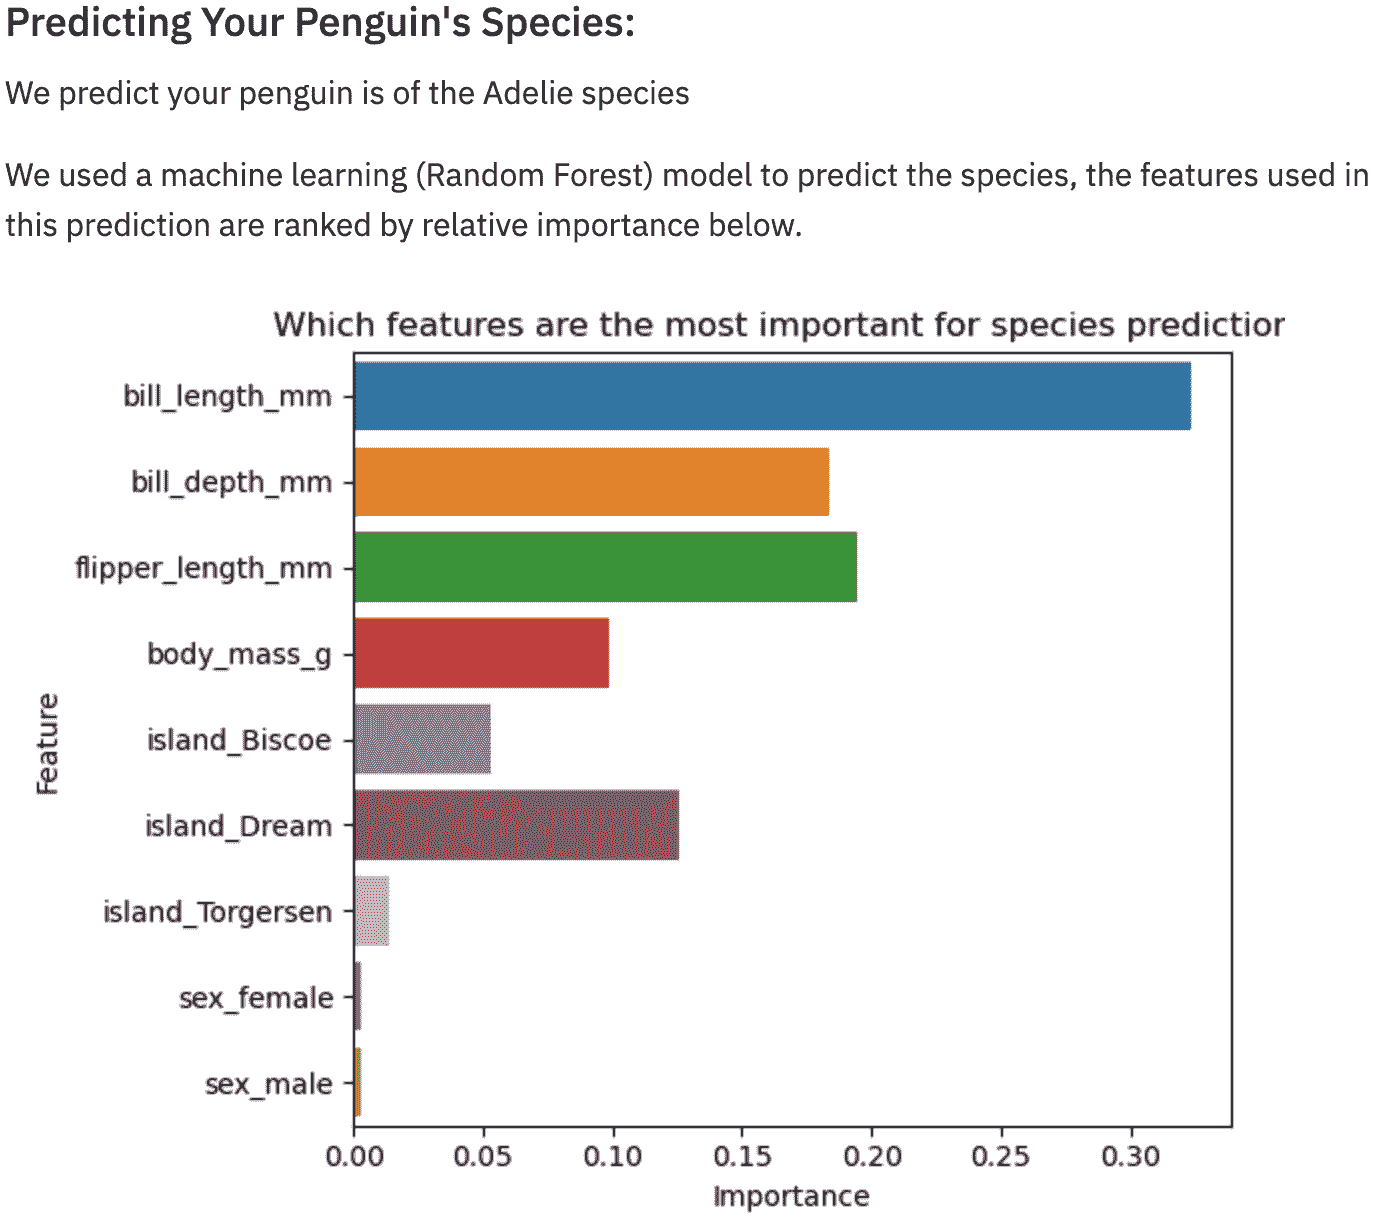 Predicting Your Penguin's Species:
We predict your penguin is of the Adelie species
We used a machine learning (Random Forest) model to predict the species, the features used in
this prediction are ranked by relative importance below.
Which features are the most important for species predictior
bill_length_mm
bill_depth_mm
flipper_length_mm
body_mass_g
island_Biscoe
island_Dream
island_Torgersen
sex_female
sex_male
Feature
0.00 0.05 0.10 0.15 0.20 0.25 0.30
Importance